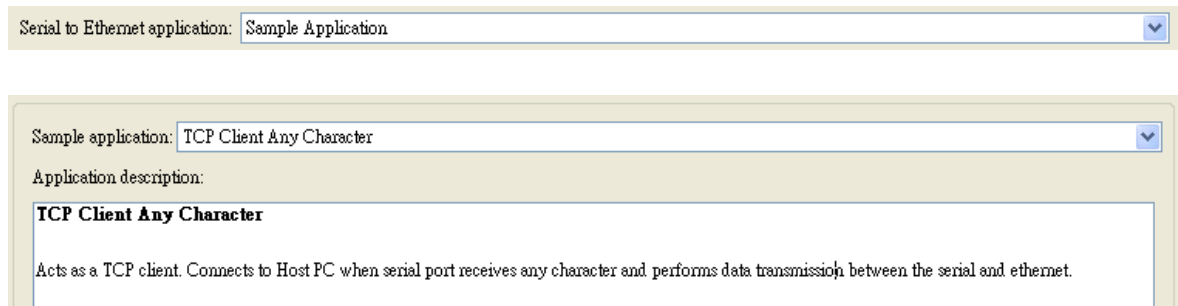 Serial to Ethernet application: Sample Application
Sample application: TCP Client Any Character
Application description:
TCP Client Any Character
Acts as a TCP client. Connects to Host PC when serial port receives any character and performs data transmission between the serial and ethernet.